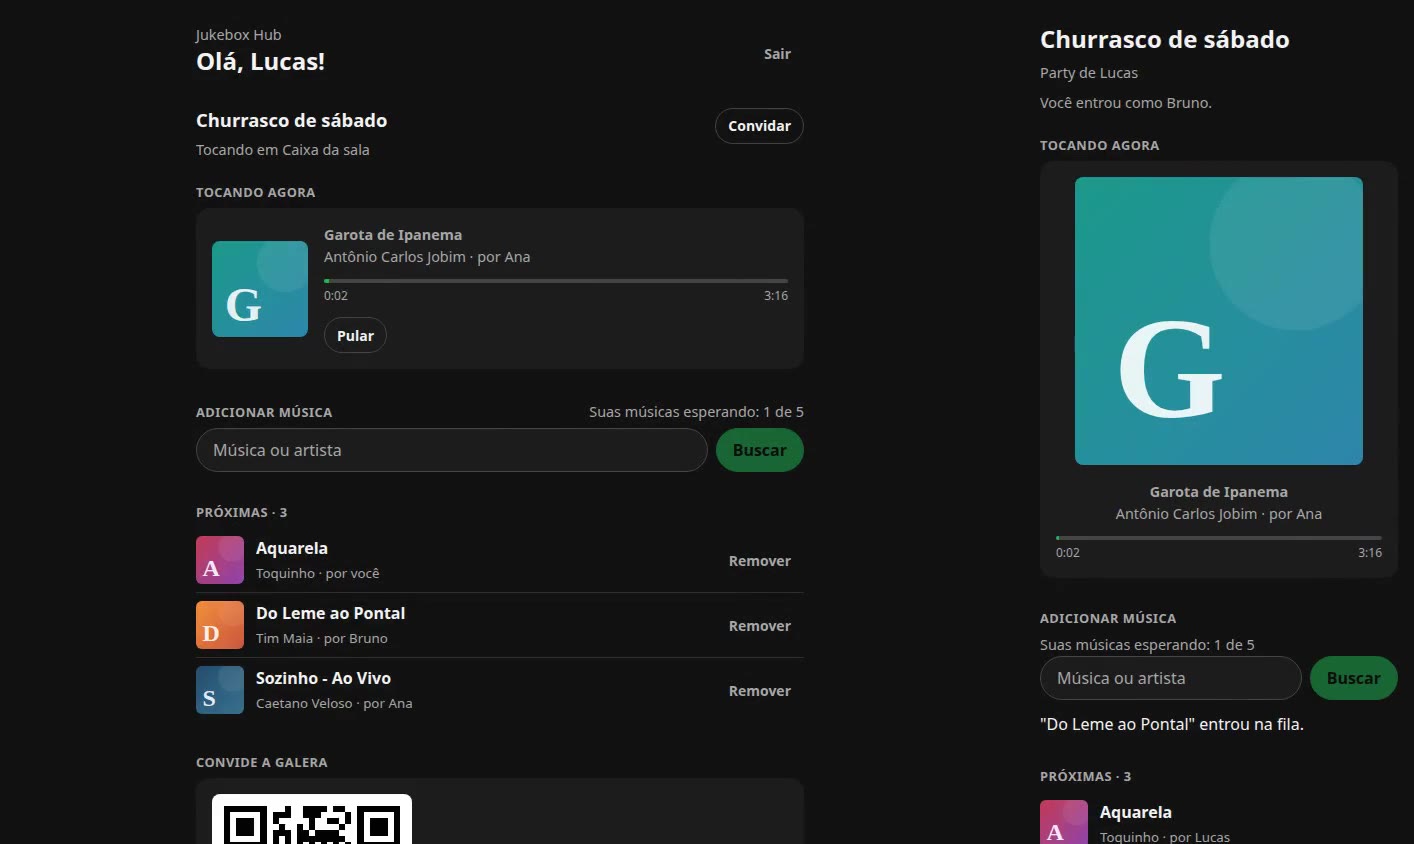 Jukebox Hub
Olá, Lucas!
Sair
Churrasco de sábado
Convidar
Tocando em Caixa da sala
TOCANDO AGORA
G
Garota de Ipanema
Antônio Carlos Jobim · por Ana
0:02
3:16
Pular
ADICIONAR MÚSICA
Suas músicas esperando: 1 de 5
Música ou artista
Buscar
PRÓXIMAS · 3
A
Aquarela
Toquinho · por você
Remover
D
Do Leme ao Pontal
Tim Maia · por Bruno
Remover
S
Sozinho - Ao Vivo
Caetano Veloso · por Ana
Remover
CONVIDE A GALERA
Churrasco de sábado
Party de Lucas
Você entrou como Bruno.
TOCANDO AGORA
G
Garota de Ipanema
Antônio Carlos Jobim · por Ana
0:02
3:16
ADICIONAR MÚSICA
Suas músicas esperando: 1 de 5
Música ou artista
Buscar
"Do Leme ao Pontal" entrou na fila.
PRÓXIMAS · 3
A
Aquarela
Toquinho · por Lucas